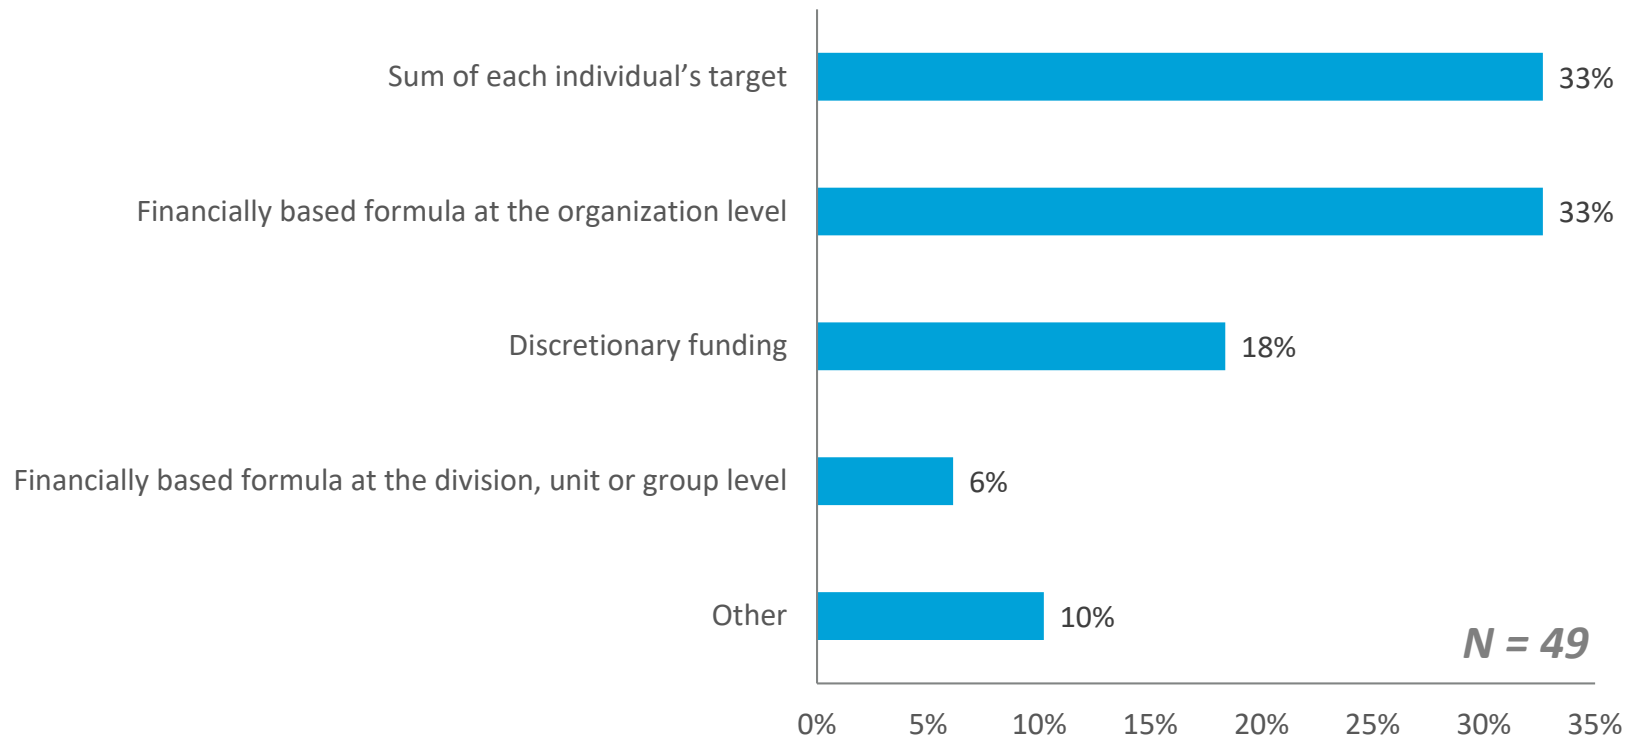 Sum of each individual’s target
33%
Financially based formula at the organization level
33%
Discretionary funding
18%
Financially based formula at the division, unit or group level
6%
Other
10%
N = 49
0%
5%
10%
15%
20%
25%
30%
35%